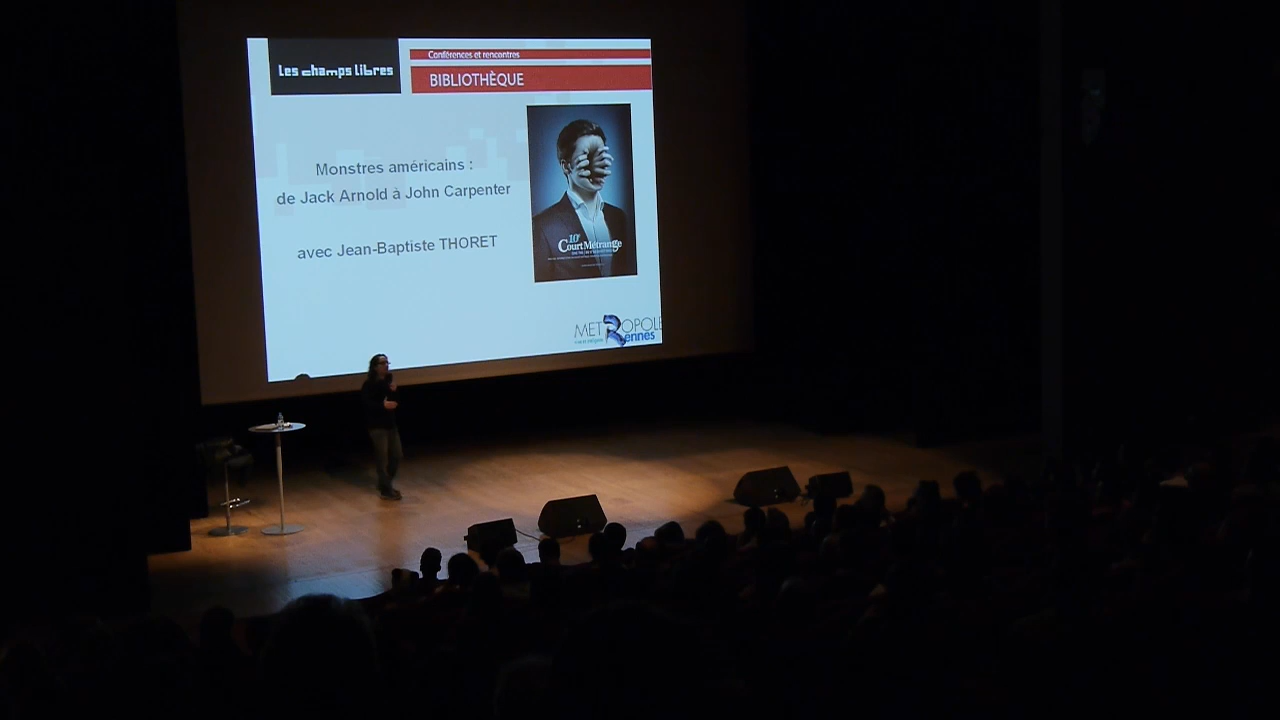 Les champs libres
Conférences et rencontres
BIBLIOTHÈQUE
Monstres américains :
de Jack Arnold à John Carpenter
avec Jean-Baptiste THORET
10e
CourtMétrange
METROPOLE
Rennes